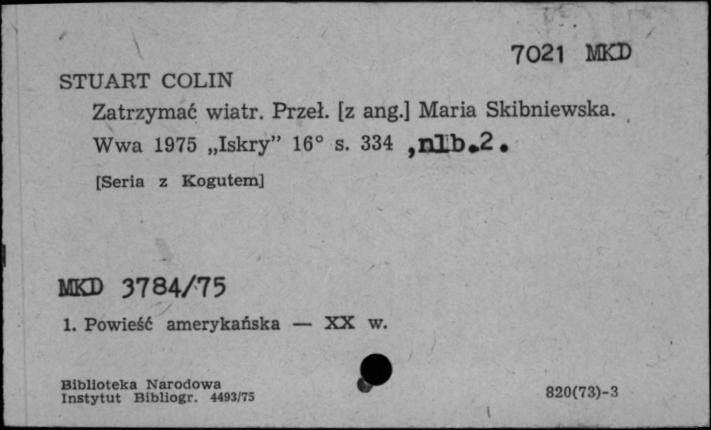 7021 MKD
STUART COLIN
Zatrzymać wiatr. Przeł. [z ang.] Maria Skibniewska.
Wwa 1975 „Iskry” 16° s. 334 ,nlb.2.
[Seria z Kogutem]
MKD 3784/75
1. Powieść amerykańska — XX w.
Biblioteka Narodowa
Instytut Bibliogr. 4493/75
820(73)-3